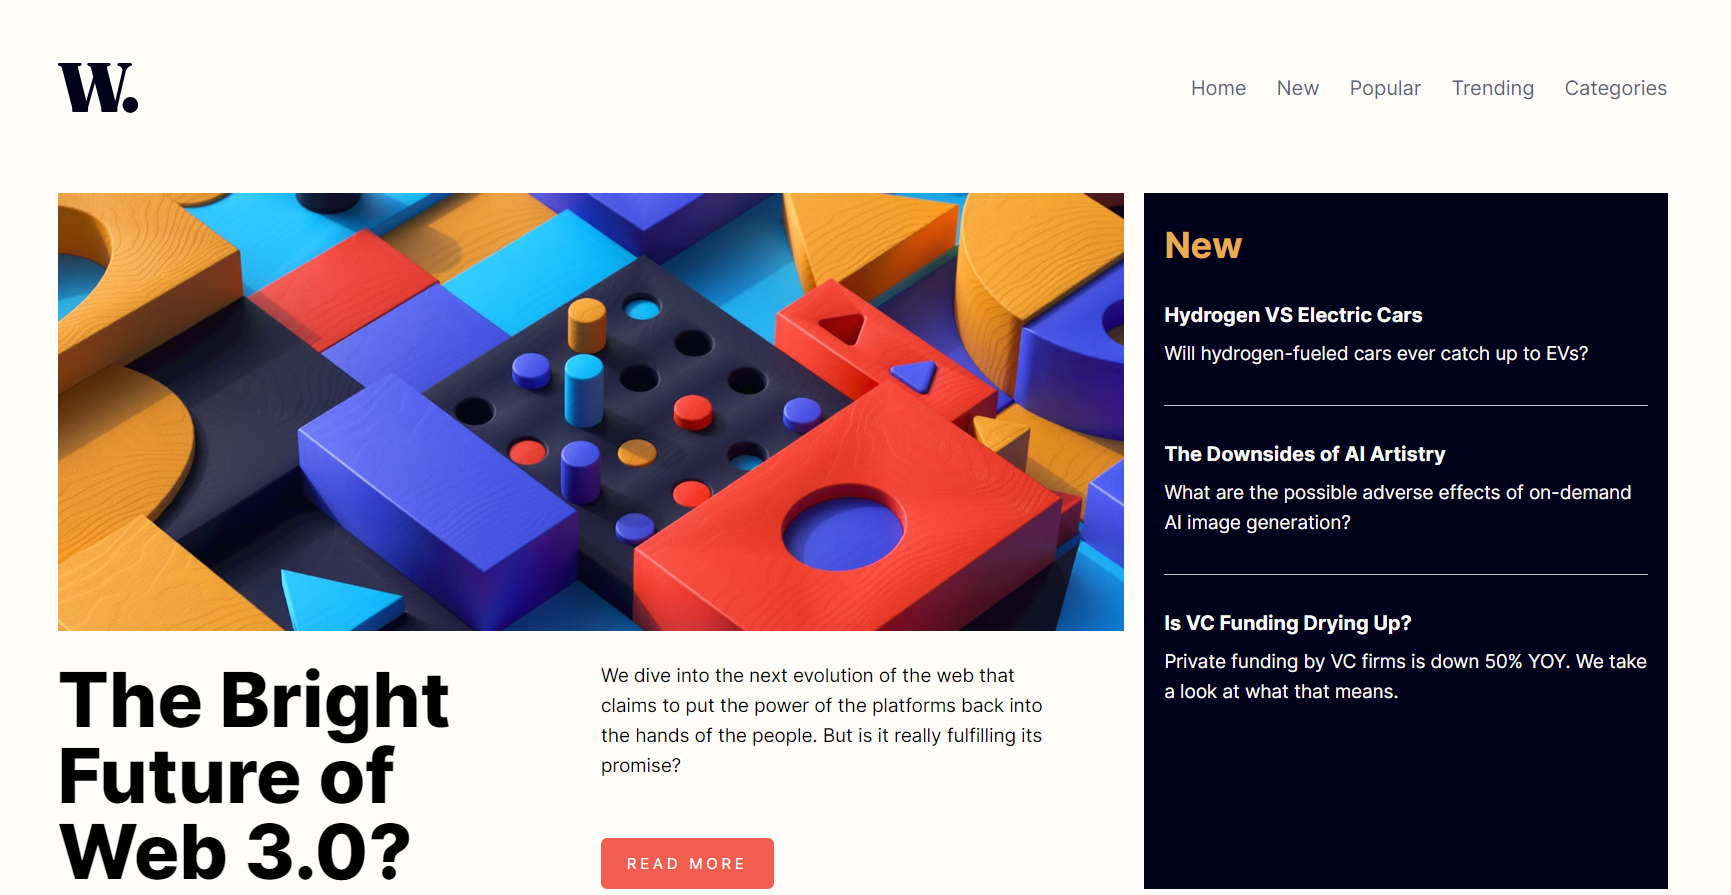 W.
Home New Popular Trending Categories
The Bright
Future of
Web 3.0?
We dive into the next evolution of the web that
claims to put the power of the platforms back into
the hands of the people. But is it really fulfilling its
promise?
READ MORE
New
Hydrogen VS Electric Cars
Will hydrogen-fueled cars ever catch up to EVs?
The Downsides of AI Artistry
What are the possible adverse effects of on-demand
AI image generation?
Is VC Funding Drying Up?
Private funding by VC firms is down 50% YOY. We take
a look at what that means.